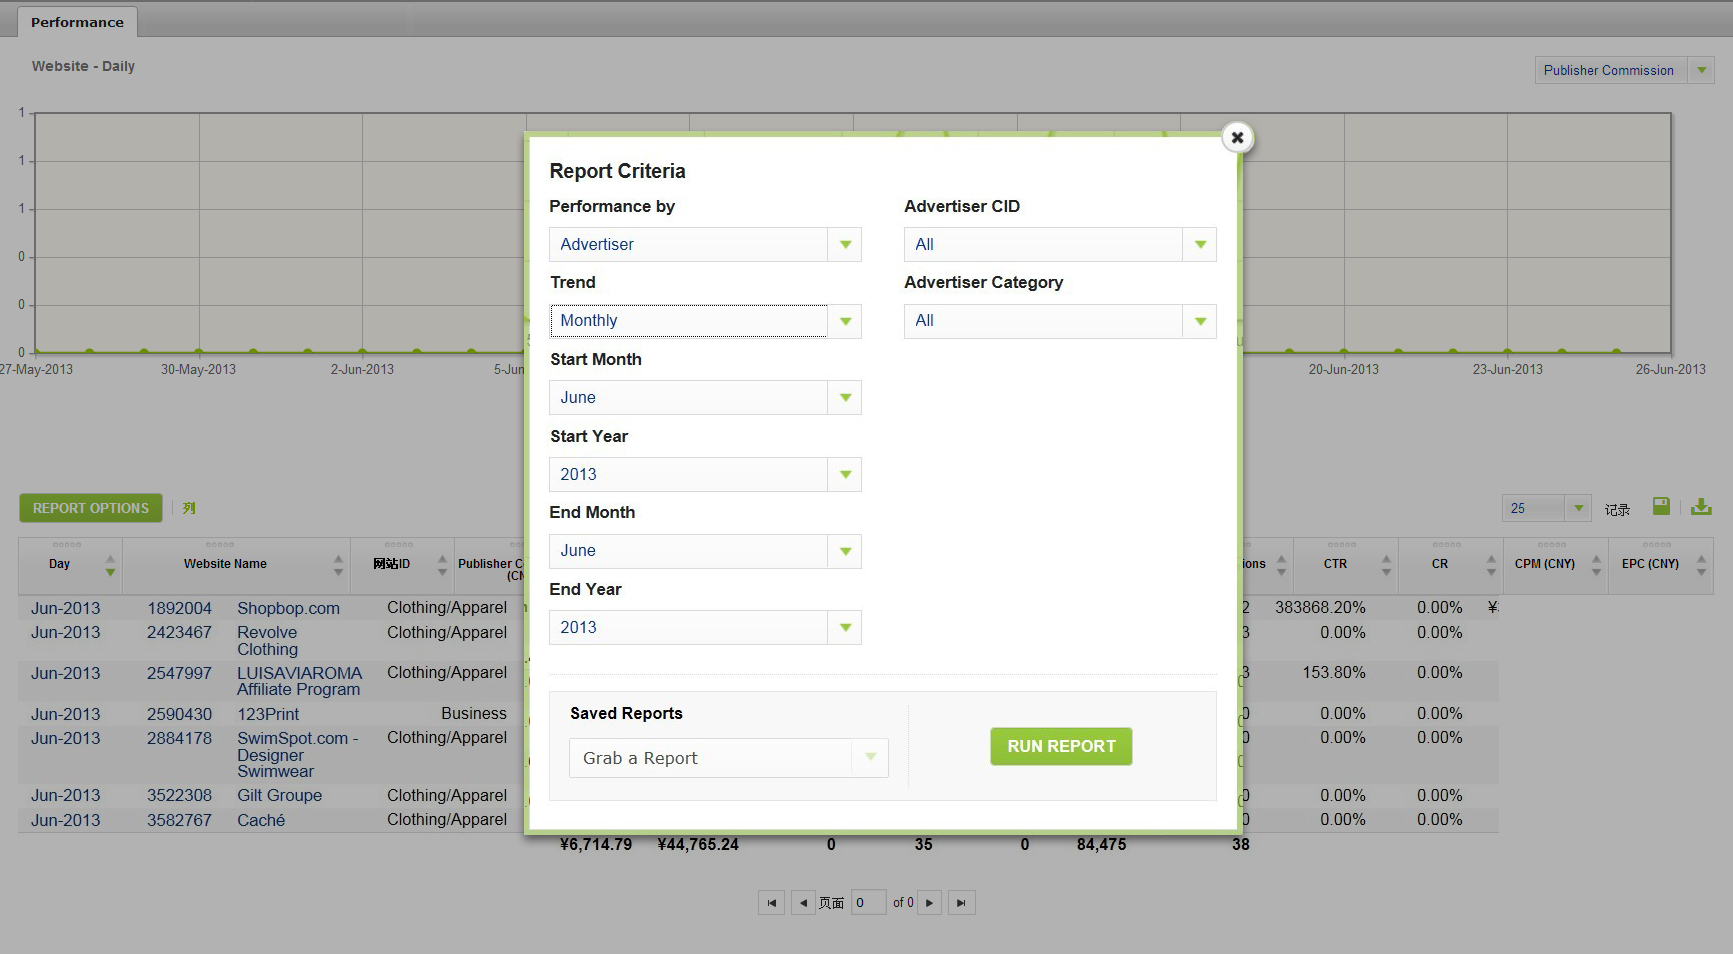 Performance
Website - Daily
Publisher Commission
1
1
1
0
0
0
27-May-2013
30-May-2013
2-Jun-2013
5-Jun
20-Jun-2013
23-Jun-2013
26-Jun-2013
Report Criteria
Performance by
Advertiser CID
Advertiser
All
Trend
Advertiser Category
Monthly
All
Start Month
June
Start Year
2013
End Month
June
End Year
2013
Saved Reports
Grab a Report
RUN REPORT
REPORT OPTIONS
列
25
记录
Day
Website Name
网站ID
Publisher C
(CN
ions
CTR
CR
CPM (CNY)
EPC (CNY)
Jun-2013 1892004 Shopbop.com Clothing/Apparel 2 383868.20% 0.00% ¥
Jun-2013 2423467 Revolve Clothing/Apparel 3 0.00% 0.00%
Clothing
Jun-2013 2547997 LUISAVIAROMA Clothing/Apparel 3 153.80% 0.00%
Affiliate Program
Jun-2013 2590430 123Print Business 0 0.00% 0.00%
Jun-2013 2884178 SwimSpot.com - Clothing/Apparel 0 0.00% 0.00%
Designer
Swimwear
Jun-2013 3522308 Gilt Groupe Clothing/Apparel 0 0.00% 0.00%
Jun-2013 3582767 Caché Clothing/Apparel 0 0.00% 0.00%
¥6,714.79 ¥44,765.24 0 35 0 84,475 38
页面 0 of 0